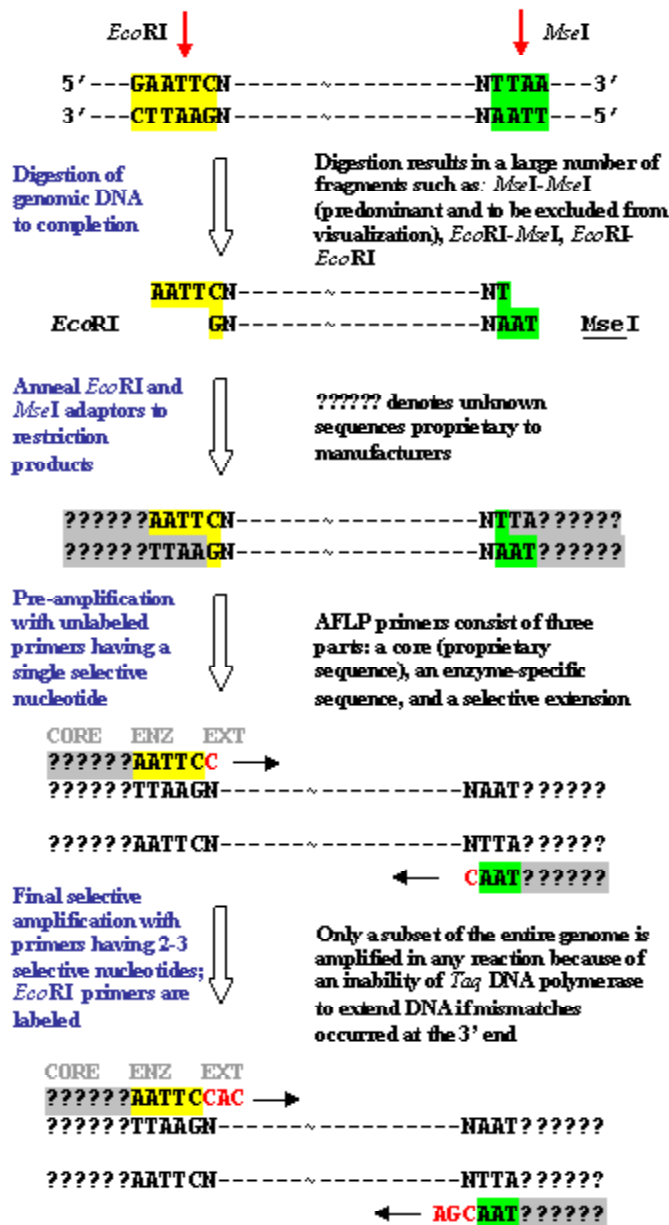 EcoRI MseI
5′---GAATTCN-----------~-----------NTTAA---3′
3′---CTTAAGN-----------~-----------NAATT---5′
Digestion of
genomic DNA
to completion
Digestion results in a large number of
fragments such as: MseI-MseI
(predominant and to be excluded from
visualization), EcoRI-MseI, EcoRI-
EcoRI
AATTCN-----------~-----------NT
EcoRI GN-----------~-----------NAAT MseI
Anneal EcoRI and
MseI adaptors to
restriction
products
?????? denotes unknown
sequences proprietary to
manufacturers
??????AATTCN-----------~-----------NTTA??????
??????TTAAGN-----------~-----------NAAT??????
Pre-amplification
with unlabeled
primers having a
single selective
nucleotide
AFLP primers consist of three
parts: a core (proprietary
sequence), an enzyme-specific
sequence, and a selective extension
CORE ENZ EXT
??????AATTCC
??????TTAAGN-----------~-----------NAAT??????
??????AATTCN-----------~-----------NTTA??????
CAAT??????
Final selective
amplification with
primers having 2-3
selective nucleotides;
EcoRI primers are
labeled
Only a subset of the entire genome is
amplified in any reaction because of
an inability of Taq DNA polymerase
to extend DNA if mismatches
occurred at the 3' end
CORE ENZ EXT
??????AATTCCAC
??????TTAAGN-----------~-----------NAAT??????
??????AATTCN-----------~-----------NTTA??????
AGCAAT??????